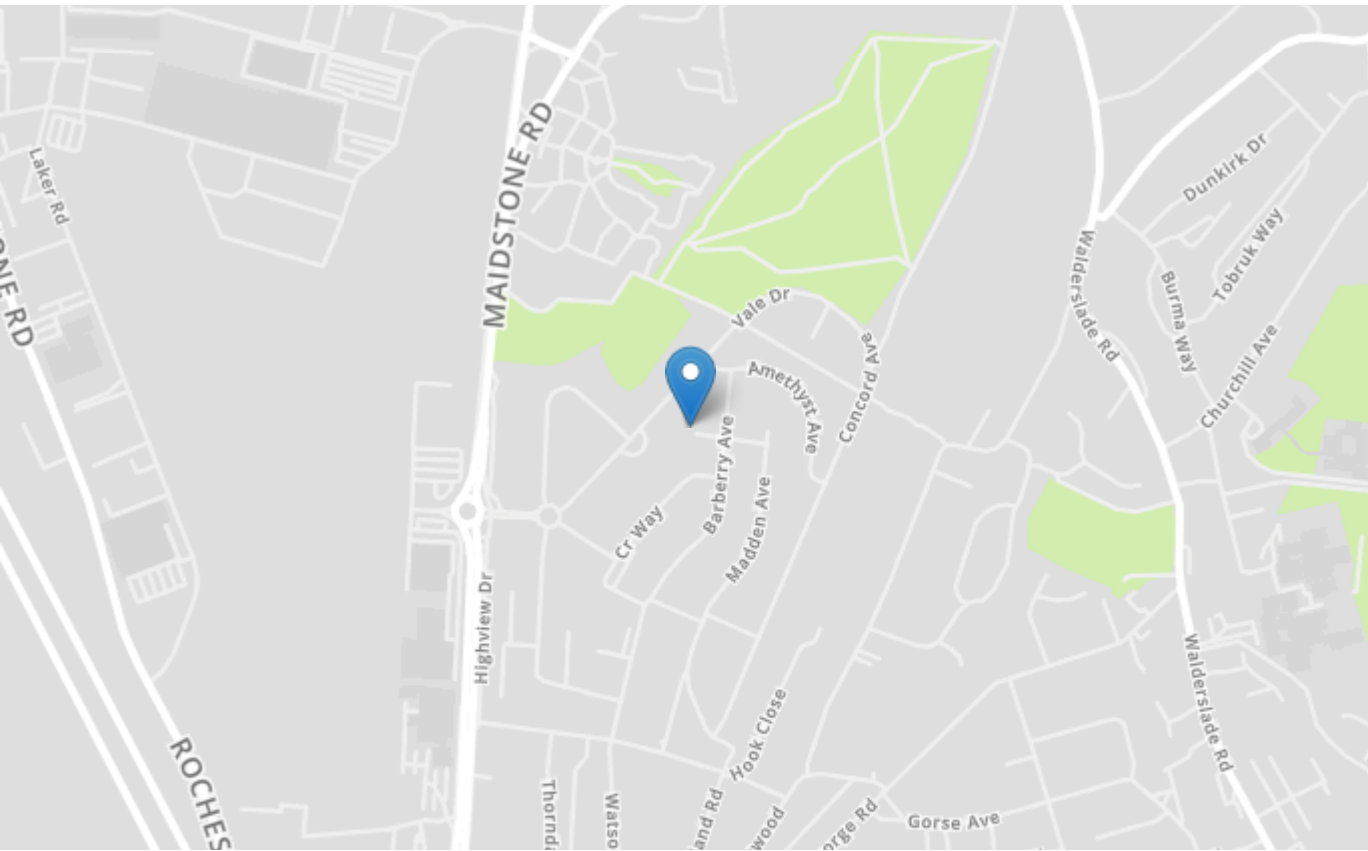 MAIDSTONE RD
Laker Rd
Dunkirk Dr
Tobruk Way
Walderslade Rd
ONE RD
Vale Dr
Burma Way
Churchill Ave
Amethyst Ave
Concord Ave
Barberry Ave
Madden Ave
Cr Way
Highview Dr
Walderslade Rd
Hook Close
ROCHES
Thornda
Watso
and Rd
wood
orge Rd
Gorse Ave